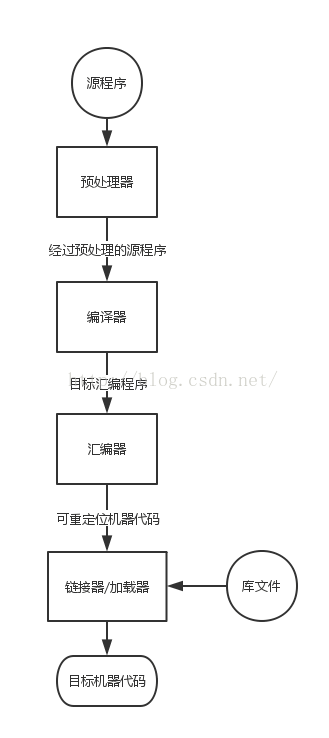 源程序
预处理器
经过预处理的源程序
编译器
http://blog.csdn.net/
目标汇编程序
汇编器
可重定位机器代码
链接器/加载器
库文件
目标机器代码